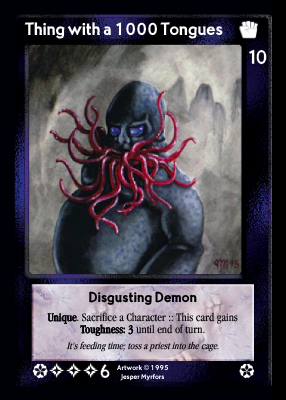 Thing with a 1000 Tongues
10
Disgusting Demon
Unique. Sacrifice a Character :: This card gains
Toughness: 3 until end of turn.
It's feeding time; toss a priest into the cage.
6
Artwork © 1995
Jesper Myrfors